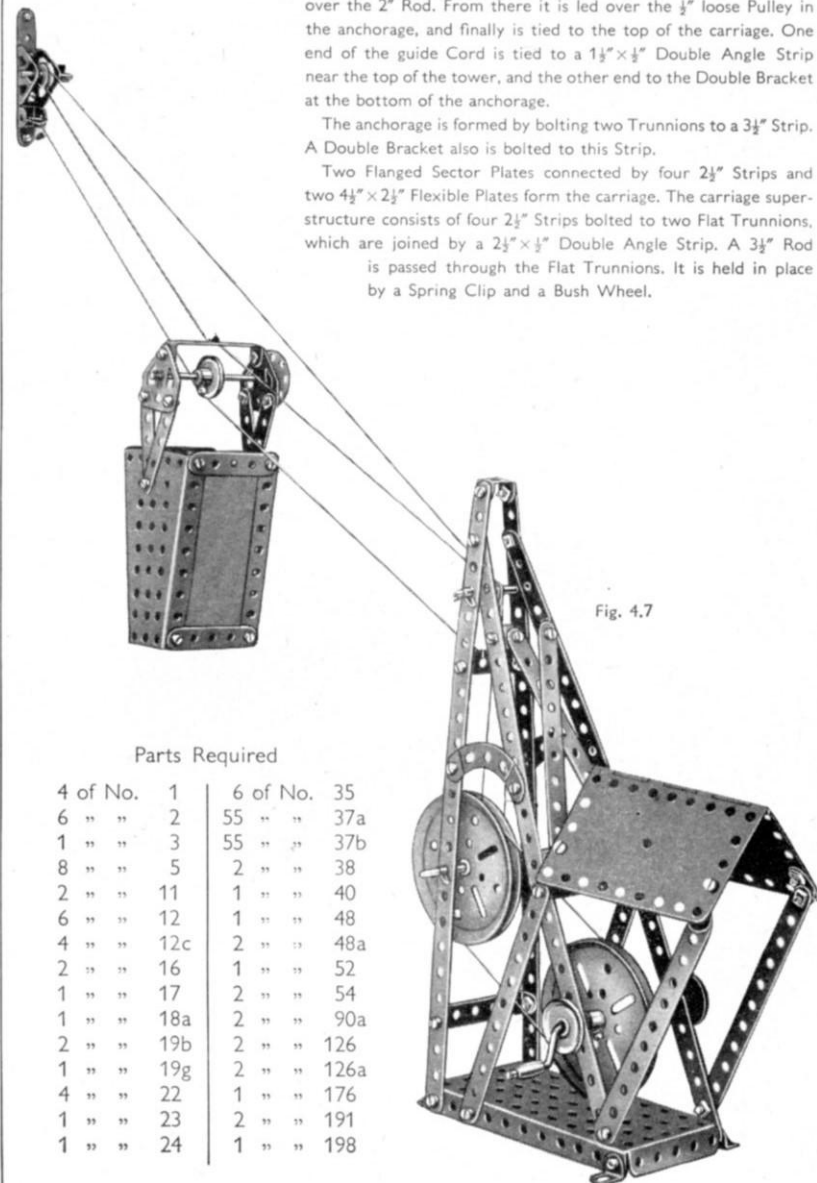 over the 2" Rod. From there it is led over the ½" loose Pulley in
the anchorage, and finally is tied to the top of the carriage. One
end of the guide Cord is tied to a 1½"×½" Double Angle Strip
near the top of the tower, and the other end to the Double Bracket
at the bottom of the anchorage.
The anchorage is formed by bolting two Trunnions to a 3½" Strip.
A Double Bracket also is bolted to this Strip.
Two Flanged Sector Plates connected by four 2½" Strips and
two 4½"×2½" Flexible Plates form the carriage. The carriage super-
structure consists of four 2½" Strips bolted to two Flat Trunnions,
which are joined by a 2½"×½" Double Angle Strip. A 3½" Rod
is passed through the Flat Trunnions. It is held in place
by a Spring Clip and a Bush Wheel.
Fig. 4.7
Parts Required
4 of No. 1
6 " " 2
1 " " 3
8 " " 5
2 " " 11
6 " " 12
4 " " 12c
2 " " 16
1 " " 17
1 " " 18a
2 " " 19b
1 " " 19g
4 " " 22
1 " " 23
1 " " 24
6 of No. 35
55 " " 37a
55 " " 37b
2 " " 38
1 " " 40
1 " " 48
2 " " 48a
1 " " 52
2 " " 54
2 " " 90a
2 " " 126
2 " " 126a
1 " " 176
2 " " 191
1 " " 198